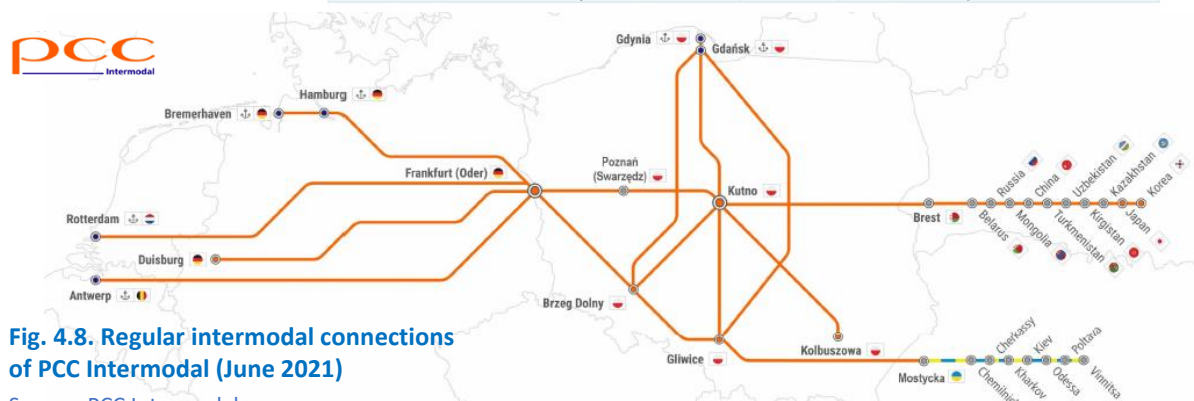 pcc
Intermodal
Gdynia
Gdańsk
Hamburg
Bremerhaven
Frankfurt (Oder)
Poznań
(Swarzędz)
Kutno
Rotterdam
Duisburg
Antwerp
Brzeg Dolny
Gliwice
Kolbuszowa
Brest
Belarus
Russia
Mongolia
China
Turkmenistan
Uzbekistan
Kirgistan
Kazakhstan
Japan
Korea
Mostycka
Cherkassy
Kharkov
Kiev
Odessa
Połtava
Vinnitsa
Fig. 4.8. Regular intermodal connections
of PCC Intermodal (June 2021)